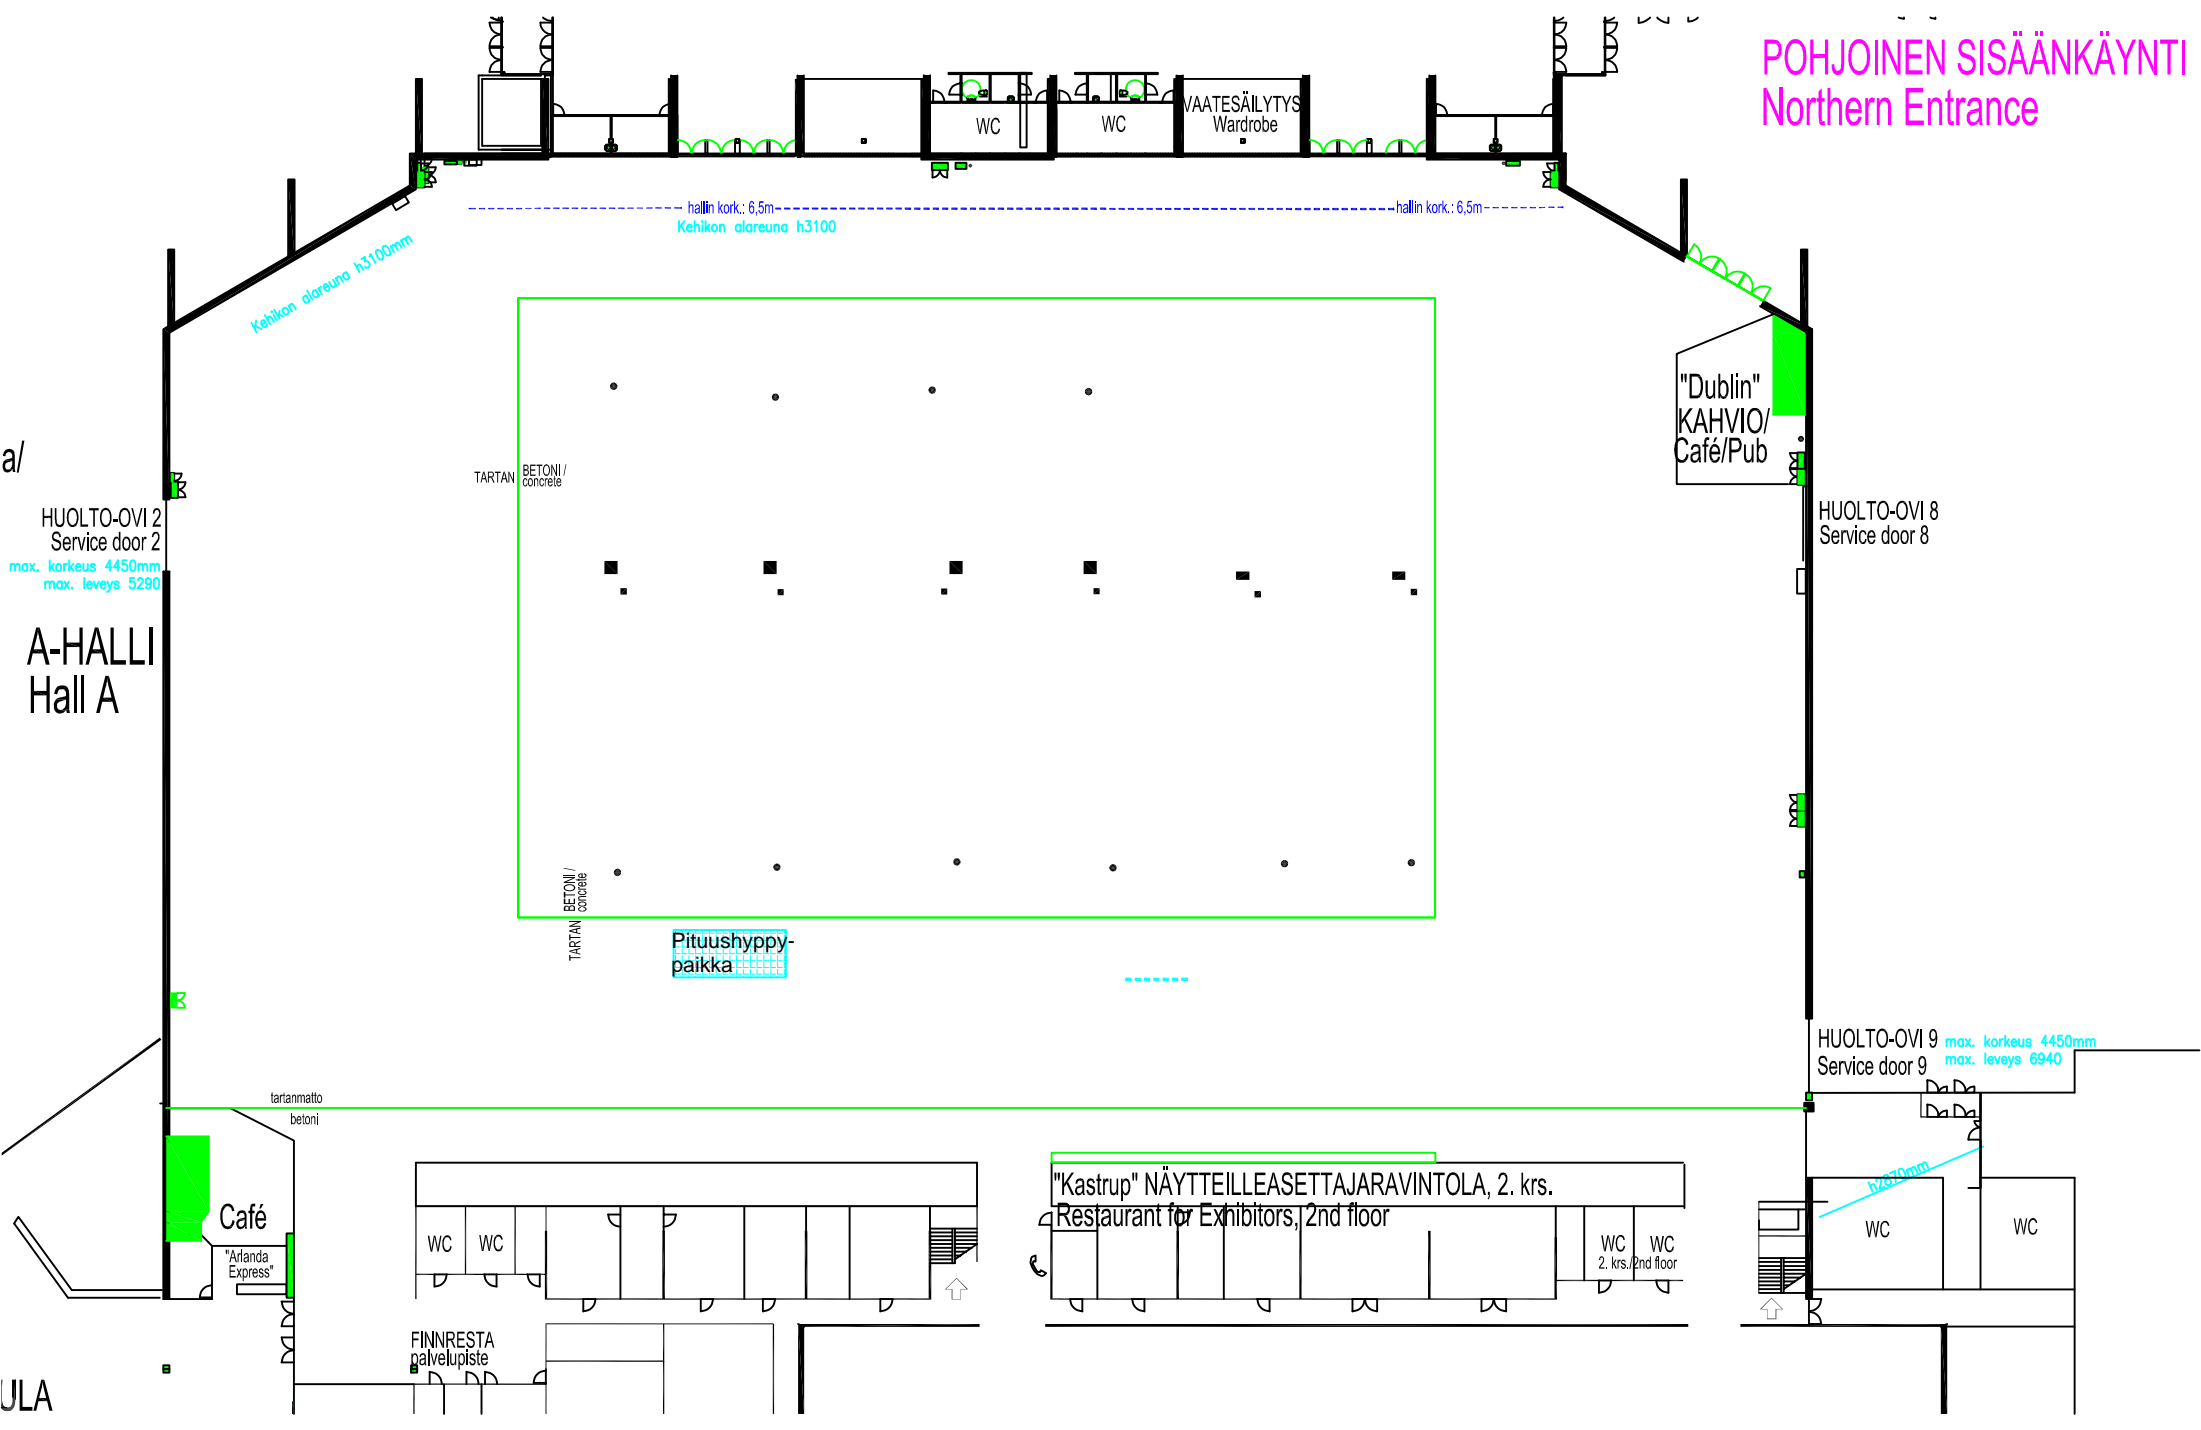 POHJOINEN SISÄÄNKÄYNTI
Northern Entrance
WC
WC
VAATESÄILYTYS
Wardrobe
hallin kork.: 6,5m
hallin kork.: 6,5m
Kehikon alareuna h3100
Kehikon alareuna h3100mm
"Dublin"
KAHVIO/
Café/Pub
a/
TARTAN
BETONI /
concrete
HUOLTO-OVI 2
Service door 2
max. korkeus 4450mm
max. leveys 5290
HUOLTO-OVI 8
Service door 8
A-HALLI
Hall A
BETONI /
concrete
TARTAN
Pituushyppy-
paikka
HUOLTO-OVI 9
Service door 9
max. korkeus 4450mm
max. leveys 6940
tartanmatto
betoni
h2870mm
"Kastrup" NÄYTTEILLEASETTAJARAVINTOLA, 2. krs.
Restaurant for Exhibitors, 2nd floor
Café
"Arlanda
Express"
WC
WC
WC
WC
2. krs./2nd floor
WC
WC
FINNRESTA
palvelupiste
ULA